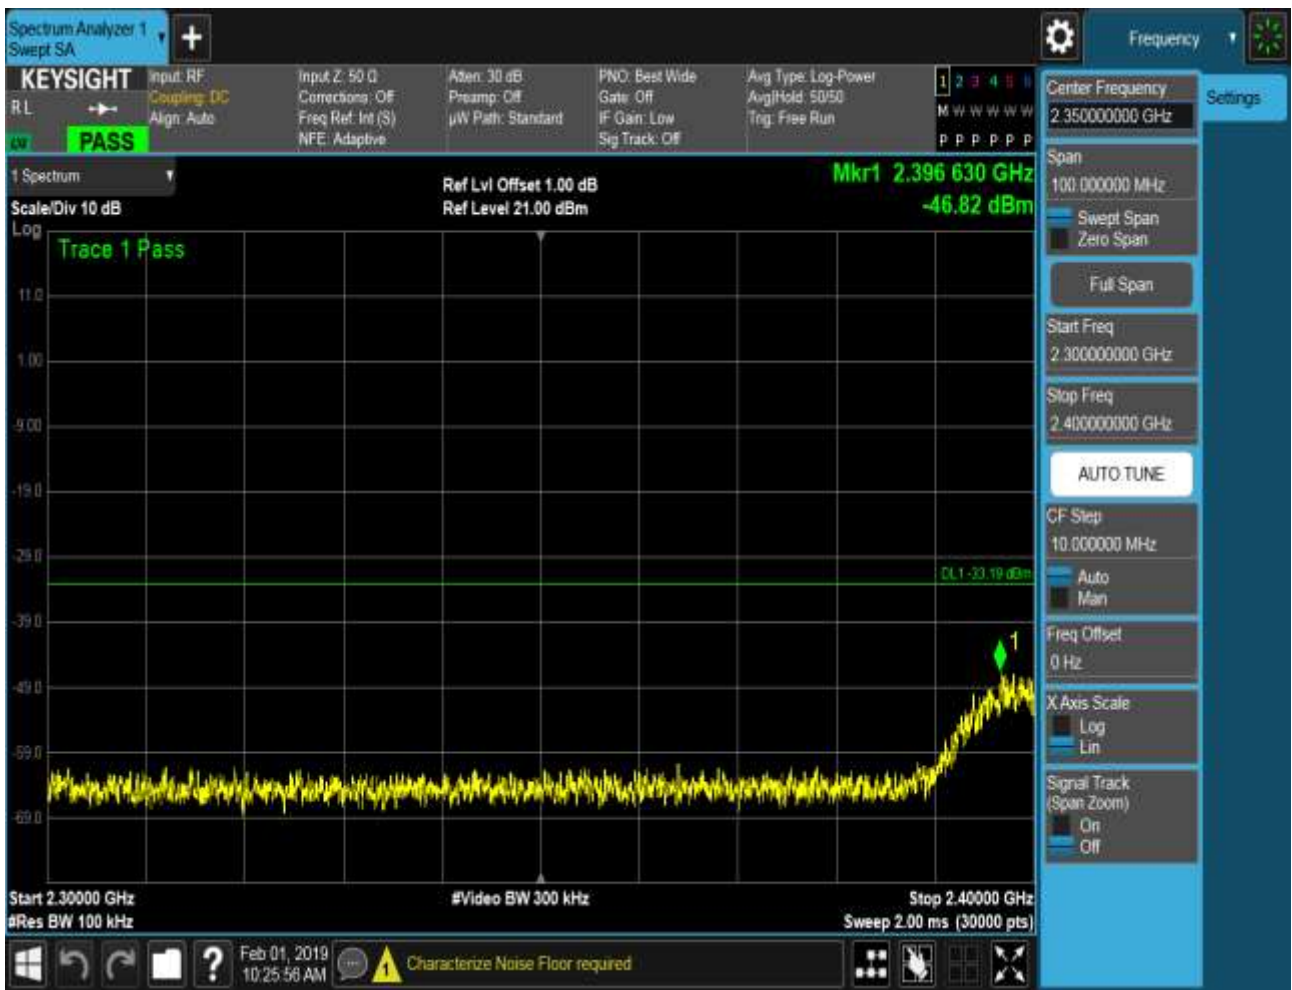 Spectrum Analyzer 1
Swept SA
+
Frequency
KEYSIGHT
R L
PASS
Input: RF
Coupling: DC
Align: Auto
Input Z: 50 Ω
Corrections: Off
Freq Ref: Int (S)
NFE: Adaptive
Atten: 30 dB
Preamp: Off
µW Path: Standard
PNO: Best Wide
Gate: Off
IF Gain: Low
Sig Track: Off
Avg Type: Log-Power
Avg|Hold: 50/50
Trig: Free Run
1 2 3 4 5 6
M W W W W W
P P P P P P
1 Spectrum
Scale/Div 10 dB
Log
Ref Lvl Offset 1.00 dB
Ref Level 21.00 dBm
Mkr1 2.396 630 GHz
-46.82 dBm
Trace 1 Pass
11.0
1.00
-9.00
-19.0
-29.0
-39.0
-49.0
-59.0
-69.0
DL1 -33.19 dBm
1
Start 2.30000 GHz
#Res BW 100 kHz
#Video BW 300 kHz
Stop 2.40000 GHz
Sweep 2.00 ms (30000 pts)
Center Frequency
2.350000000 GHz
Settings
Span
100.000000 MHz
Swept Span
Zero Span
Full Span
Start Freq
2.300000000 GHz
Stop Freq
2.400000000 GHz
AUTO TUNE
CF Step
10.000000 MHz
Auto
Man
Freq Offset
0 Hz
X Axis Scale
Log
Lin
Signal Track
(Span Zoom)
On
Off
?
Feb 01, 2019
10:25:56 AM
1
Characterize Noise Floor required